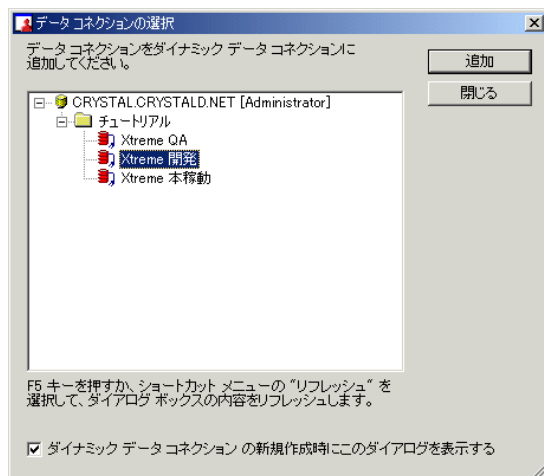 データ コネクションの選択
データ コネクションをダイナミック データ コネクションに
追加してください。
追加
閉じる
CRYSTAL.CRYSTALD.NET [Administrator]
チュートリアル
Xtreme QA
Xtreme 開発
Xtreme 本稼動
F5 キーを押すか、ショートカット メニューの "リフレッシュ" を
選択して、ダイアログ ボックスの内容をリフレッシュします。
ダイナミック データ コネクション の新規作成時にこのダイアログを表示する